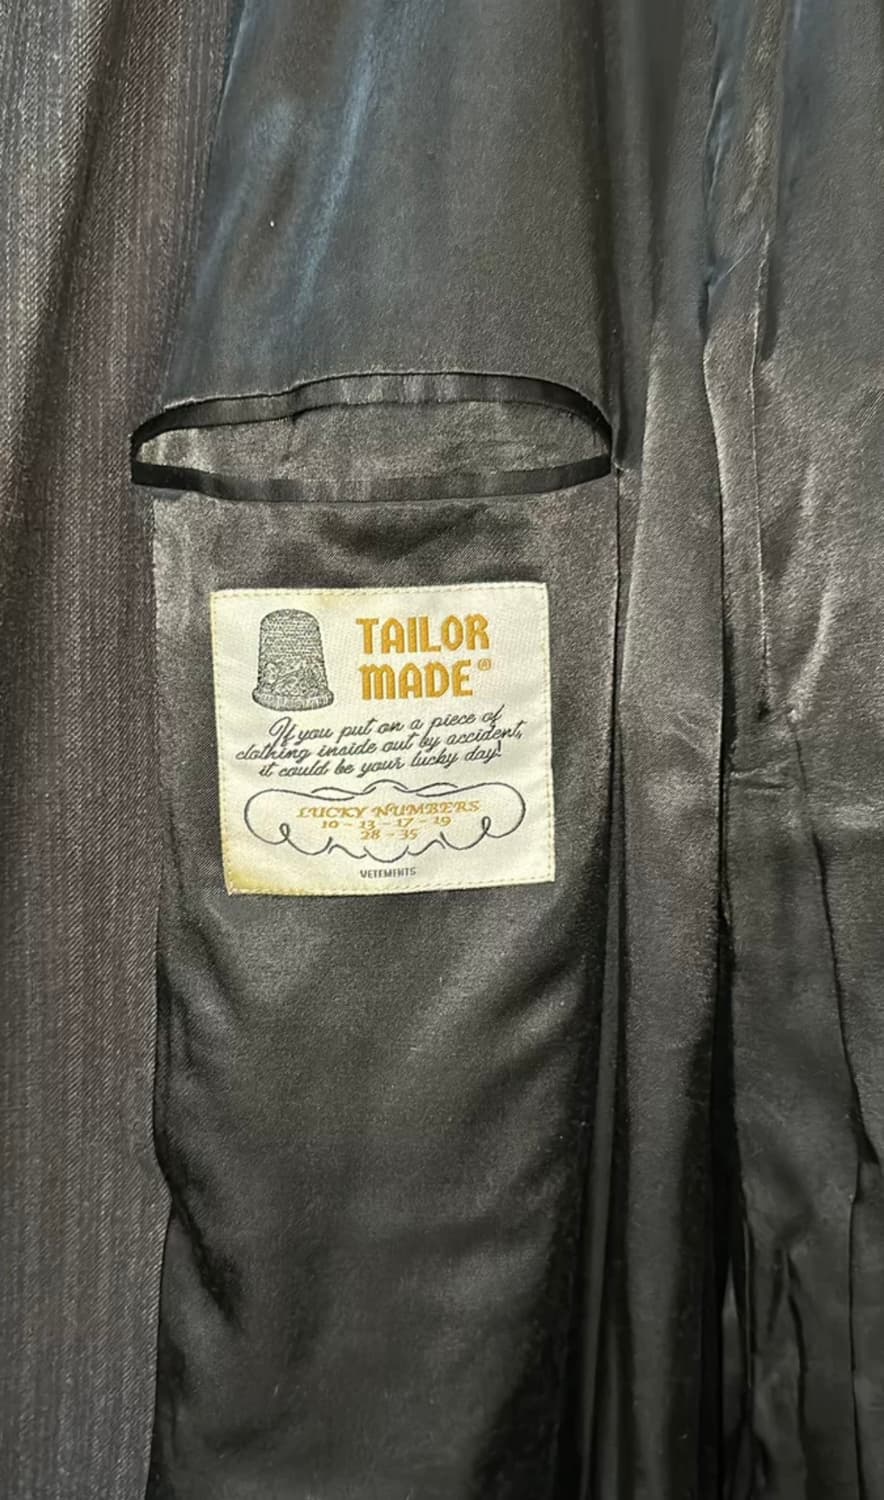 TAILOR
MADE®
If you put on a piece of
clothing inside out by accident,
it could be your lucky day!
LUCKY NUMBERS
10 - 13 - 17 - 19
28 - 35
VETEMENTS